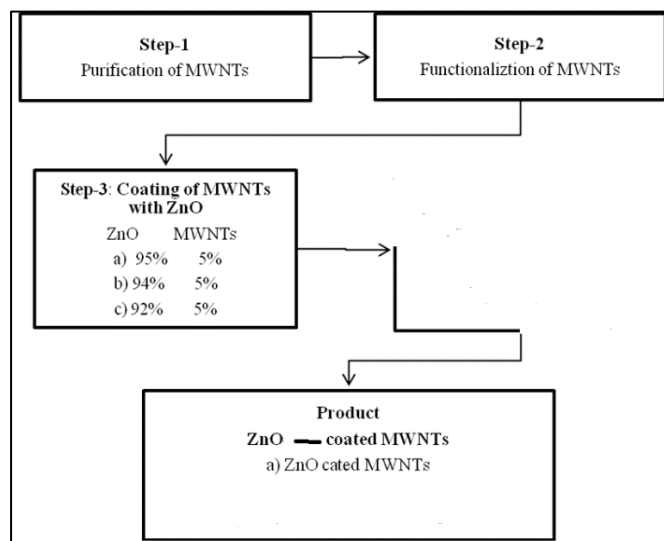 Step-1
Purification of MWNTs
Step-2
Functionaliztion of MWNTs
Step-3: Coating of MWNTs
with ZnO
ZnO MWNTs
a) 95% 5%
b) 94% 5%
c) 92% 5%
Product
ZnO — coated MWNTs
a) ZnO cated MWNTs